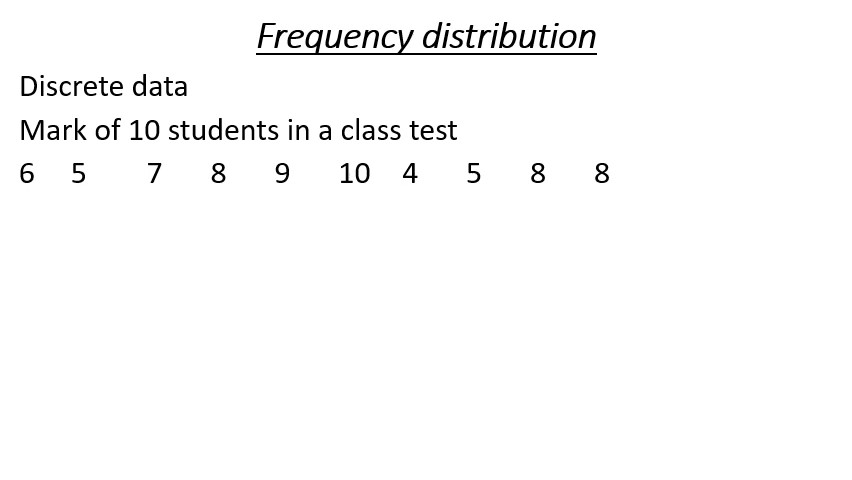 Frequency distribution
Discrete data
Mark of 10 students in a class test
6 5 7 8 9 10 4 5 8 8